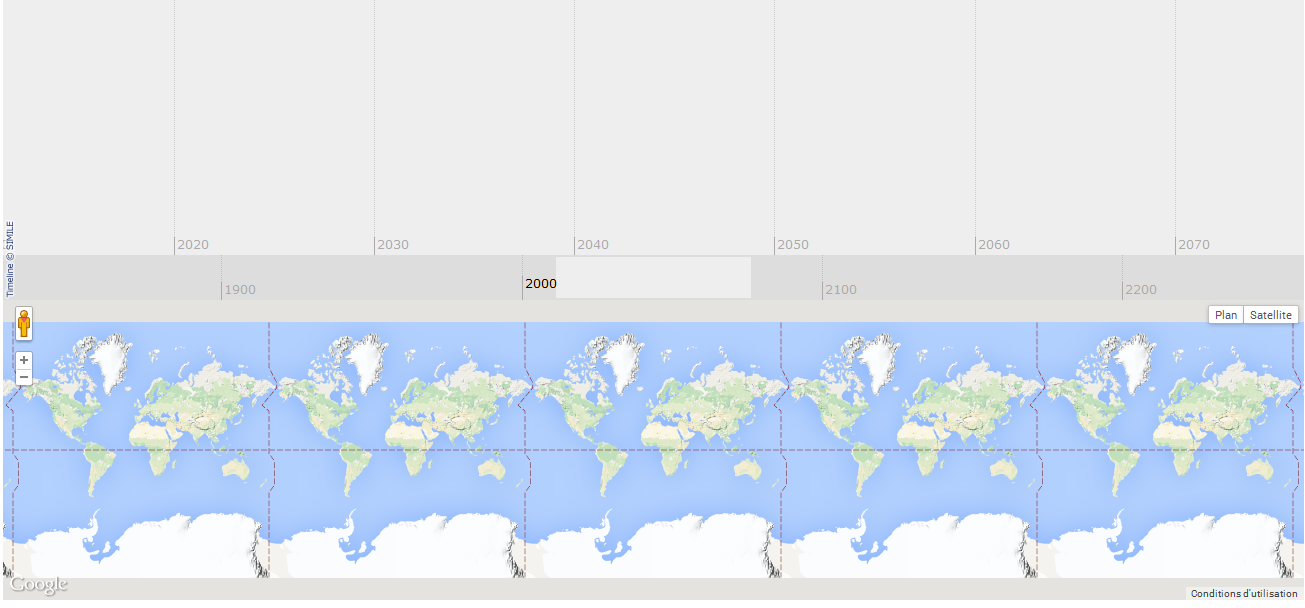 2020 2030 2040 2050 2060 2070
Timeline © SIMILE
1900 2000 2100 2200
Plan Satellite
+
−
Google
Conditions d'utilisation